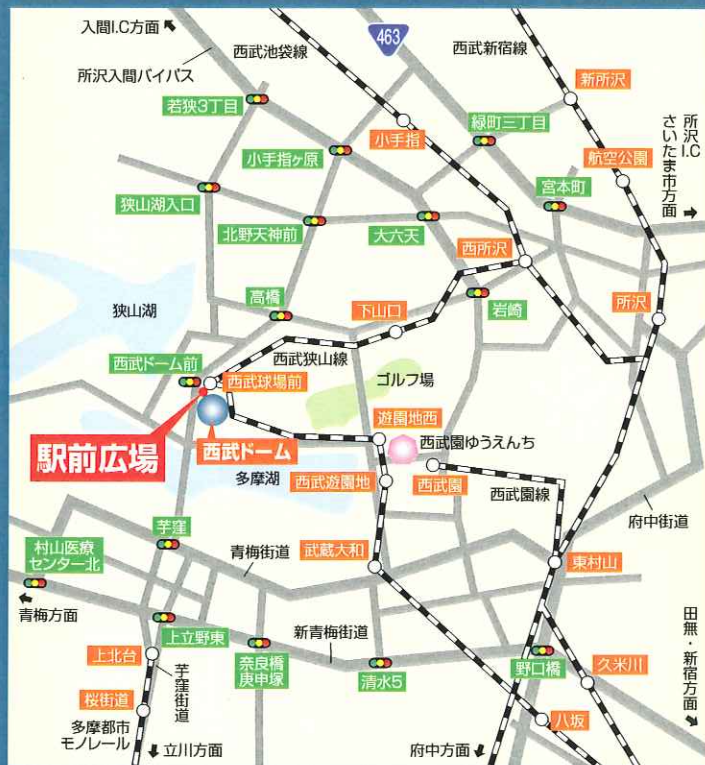 入間I.C方面
463
西武池袋線
西武新宿線
所沢入間バイパス
新所沢
若狭3丁目
小手指
緑町三丁目
所沢I.C
さいたま市方面
小手指ヶ原
航空公園
狭山湖入口
宮本町
北野天神前
大六天
西所沢
狭山湖
高橋
下山口
岩崎
所沢
西武ドーム前
西武狭山線
西武球場前
ゴルフ場
遊園地西
駅前広場
西武ドーム
西武園ゆうえんち
西武園
多摩湖
西武遊園地
西武園線
府中街道
芋窪
村山医療
センター北
青梅街道
武蔵大和
東村山
青梅方面
上立野東
新青梅街道
上北台
芋窪街道
奈良橋
庚申塚
清水5
野口橋
久米川
田無・新宿方面
桜街道
八坂
多摩都市
モノレール
立川方面
府中方面